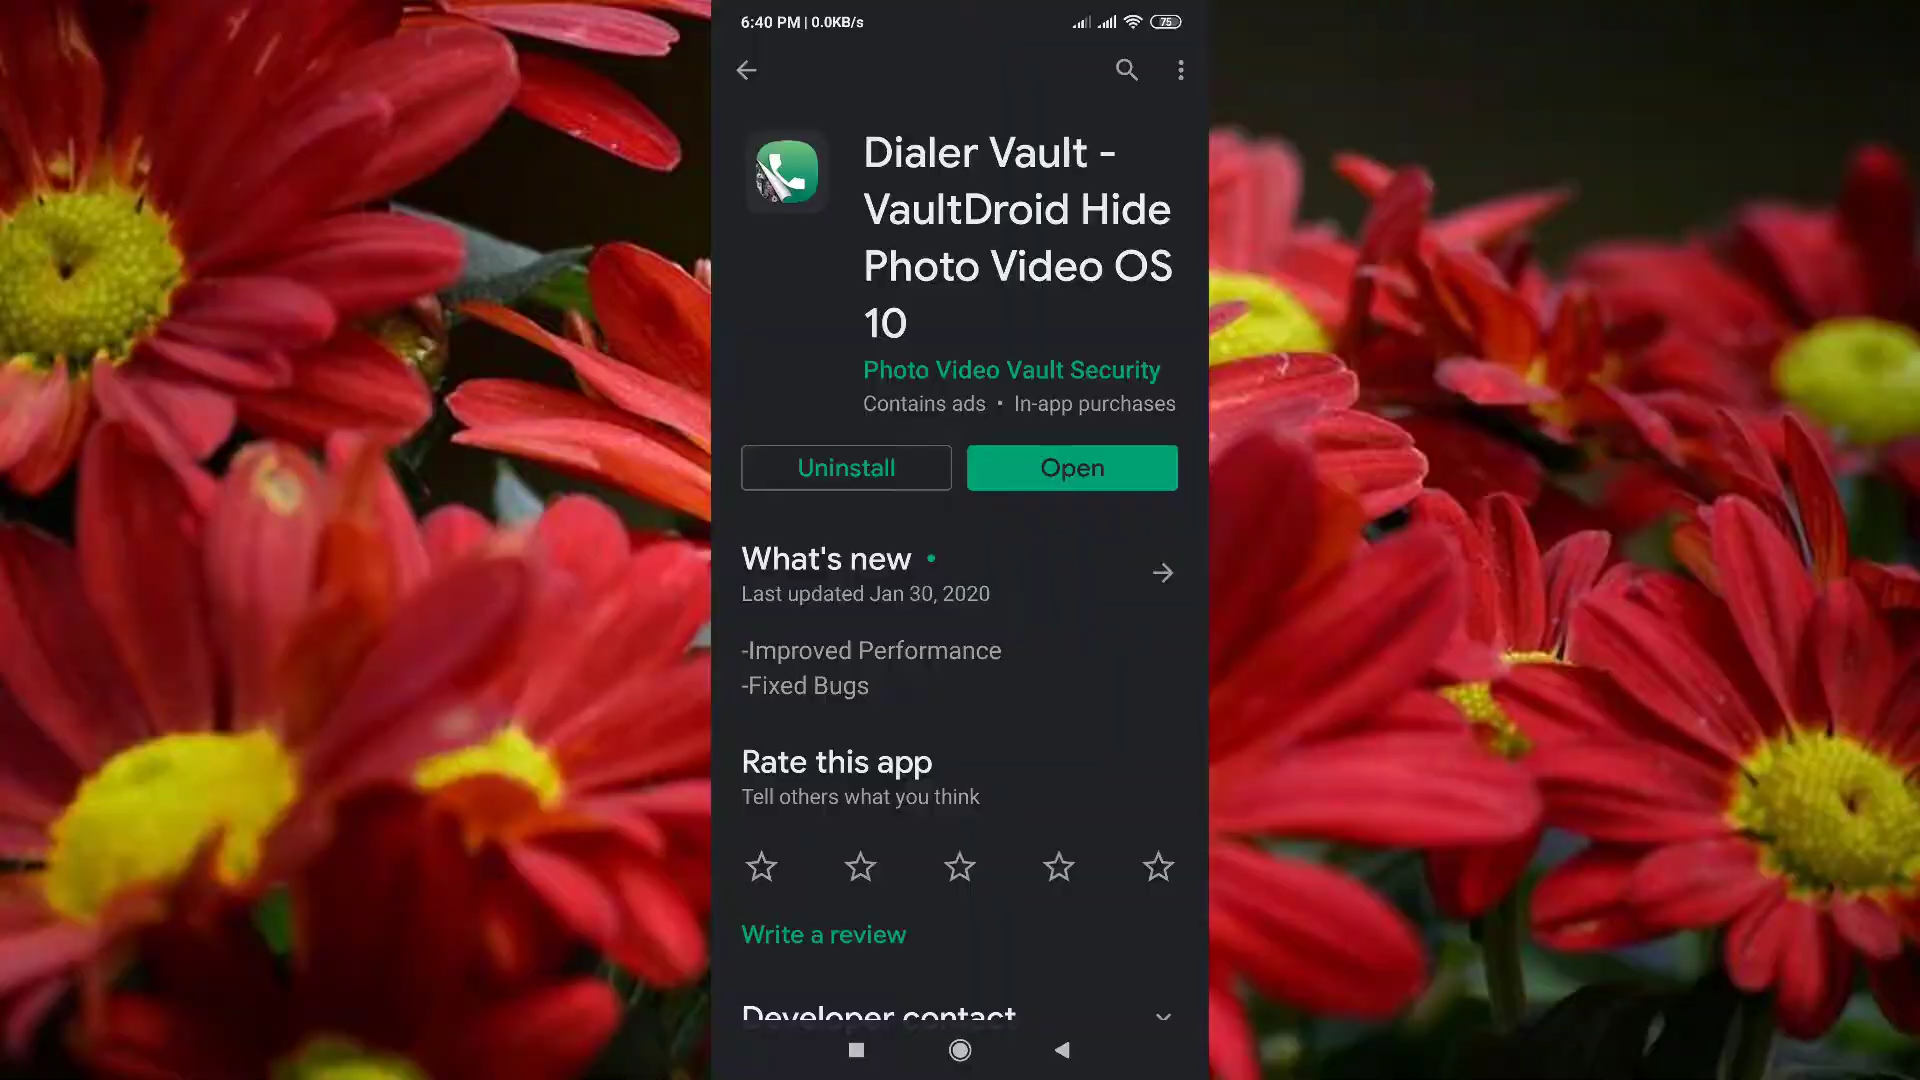 6:40 PM | 0.0KB/s
75
Dialer Vault -
VaultDroid Hide
Photo Video OS
10
Photo Video Vault Security
Contains ads • In-app purchases
Uninstall
Open
What's new •
Last updated Jan 30, 2020
-Improved Performance
-Fixed Bugs
Rate this app
Tell others what you think
Write a review
Developer contact